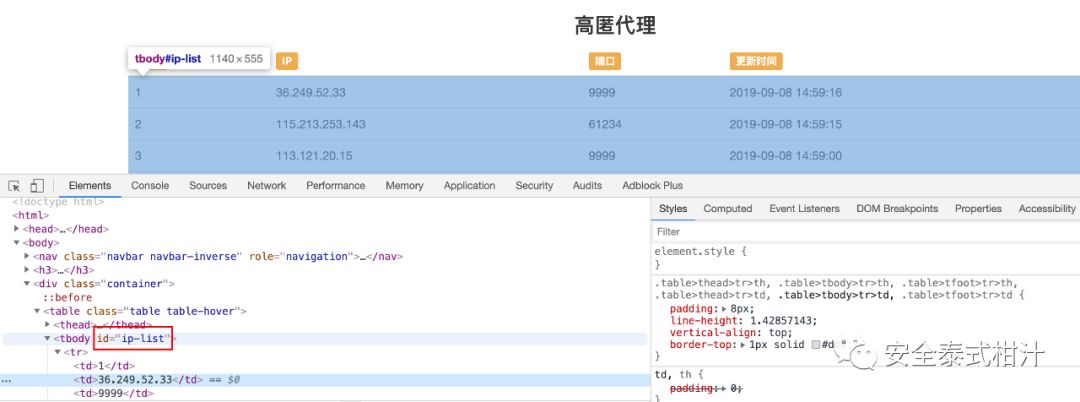 高匿代理
tbody#ip-list 1140 × 555
IP 端口 更新时间
1 36.249.52.33 9999 2019-09-08 14:59:16
2 115.213.253.143 61234 2019-09-08 14:59:15
3 113.121.20.15 9999 2019-09-08 14:59:00
Elements Console Sources Network Performance Memory Application Security Audits Adblock Plus
<!doctype html>
<html>
<head>…</head>
<body>
<nav class="navbar navbar-inverse" role="navigation">…</nav>
<h3>…</h3>
<div class="container">
::before
<table class="table table-hover">
<thead>…</thead>
<tbody id="ip-list">
<tr>
<td>1</td>
… <td>36.249.52.33</td> == $0
<td>9999</td>
Styles Computed Event Listeners DOM Breakpoints Properties Accessibility
Filter
element.style {
}
.table>thead>tr>th, .table>tbody>tr>th, .table>tfoot>tr>th,
.table>thead>tr>td, .table>tbody>tr>td, .table>tfoot>tr>td {
padding: 8px;
line-height: 1.42857143;
vertical-align: top;
border-top: 1px solid
}
td, th {
padding: 0;
安全泰式柑汁